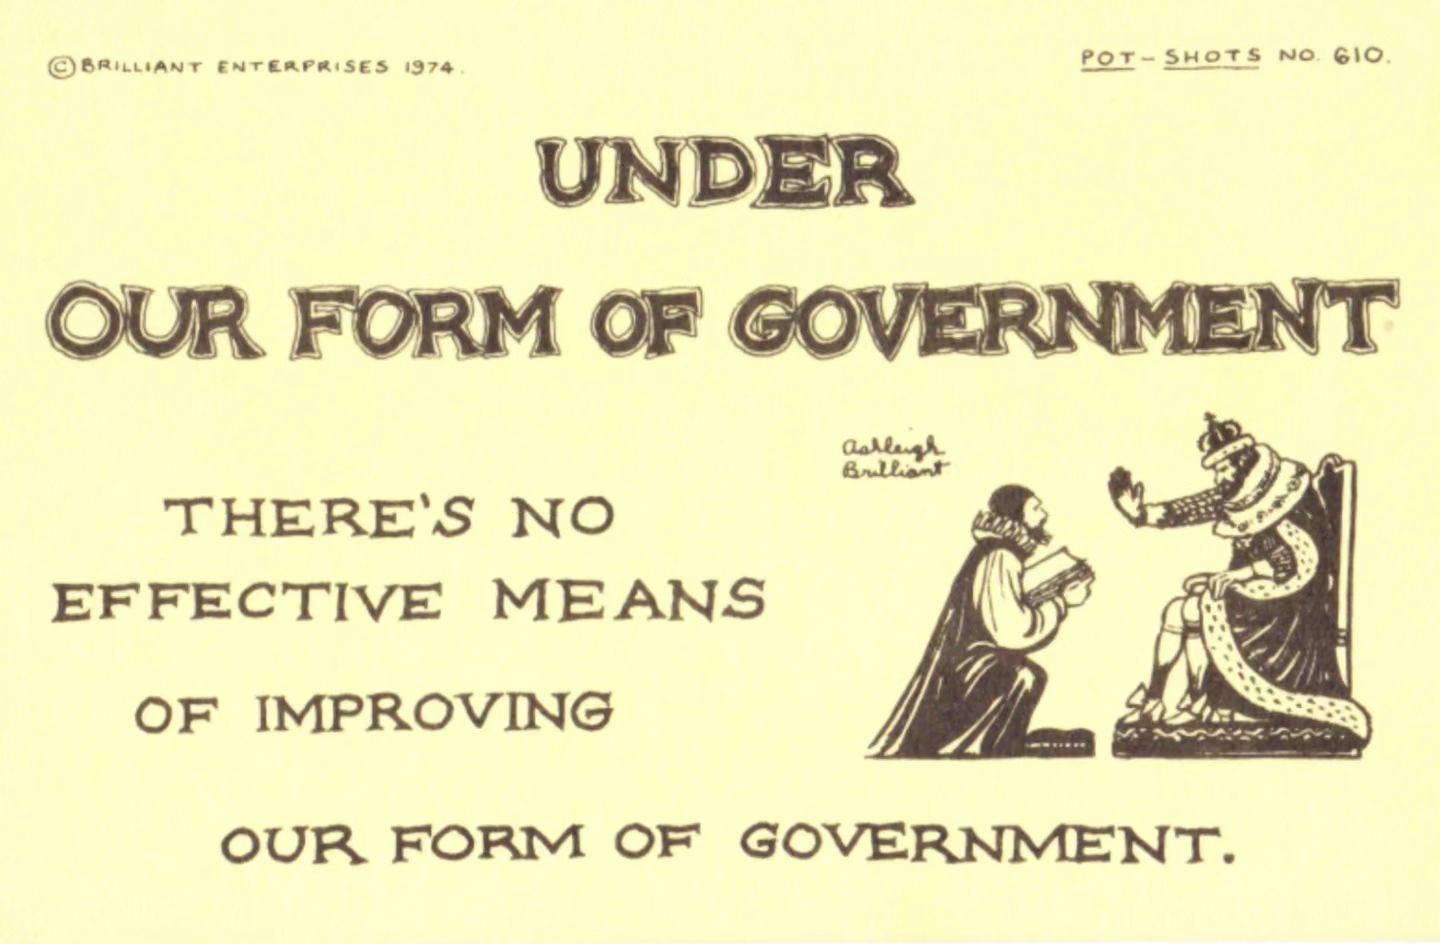 © BRILLIANT ENTERPRISES 1974.
POT-SHOTS NO. 610.
UNDER
OUR FORM OF GOVERNMENT
Ashleigh
Brilliant
THERE'S NO
EFFECTIVE MEANS
OF IMPROVING
OUR FORM OF GOVERNMENT.